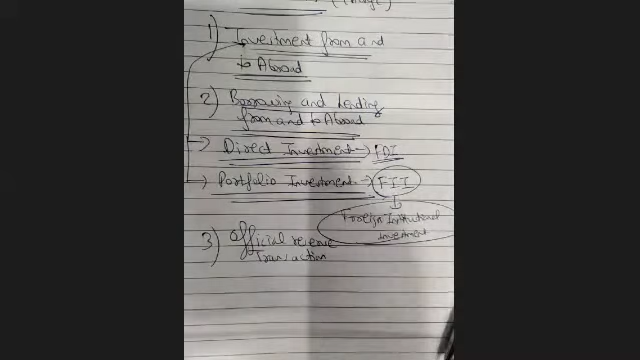 1) Investment from and
to Abroad
2) Borrowing and Lending
from and to Abroad
→ Direct Investment → FDI
→ Portfolio Investment → FII
↓
Foreign Institutional
Investment
3) Official revenue
Transaction